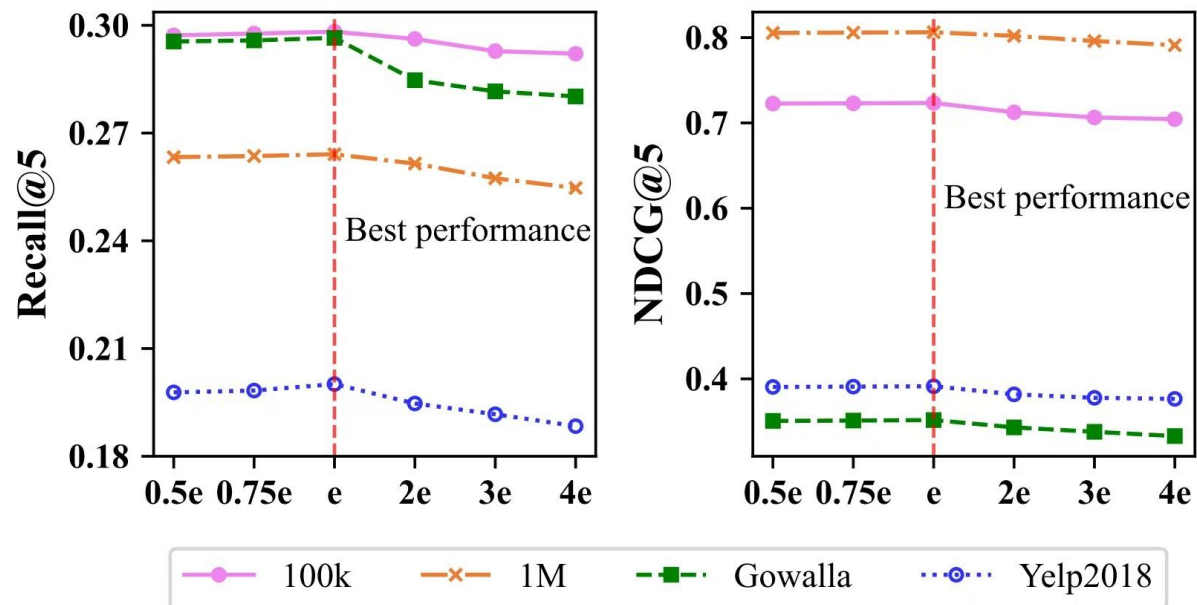 Recall@5
0.30
0.27
0.24
0.21
0.18
Best performance
0.5e 0.75e e 2e 3e 4e
NDCG@5
0.8
0.7
0.6
0.5
0.4
Best performance
0.5e 0.75e e 2e 3e 4e
100k 1M Gowalla Yelp2018